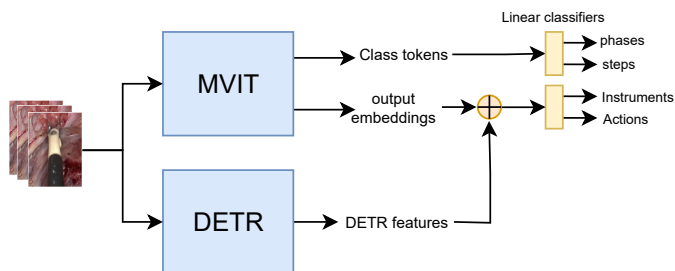 Linear classifiers
MVIT
Class tokens
phases
steps
output
embeddings
Instruments
Actions
DETR
DETR features